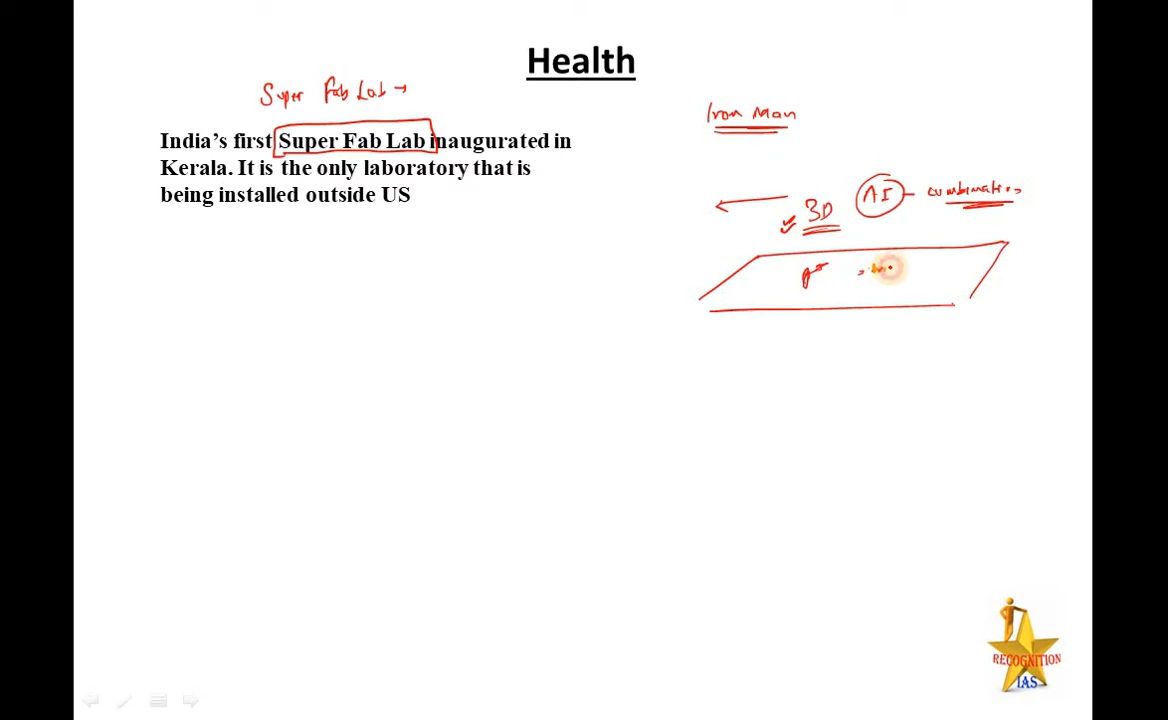 Health
Super Fab Lab →
Iron Man
India's first Super Fab Lab inaugurated in
Kerala. It is the only laboratory that is
being installed outside US
AI
3D
RECOGNITION
IAS